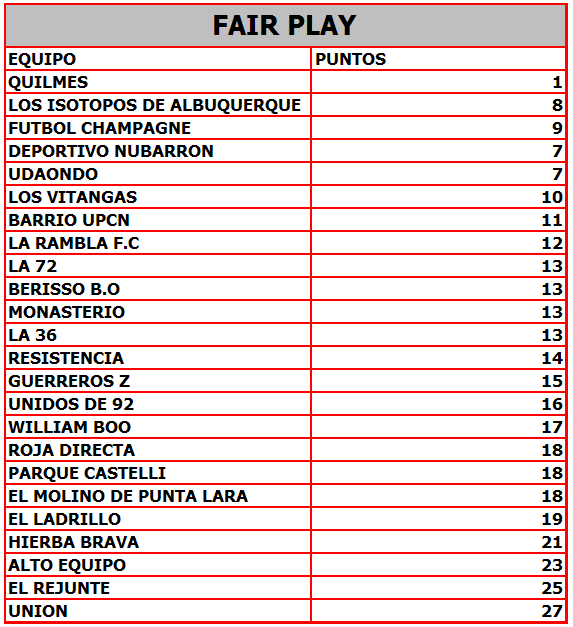 FAIR PLAY
EQUIPO PUNTOS
QUILMES 1
LOS ISOTOPOS DE ALBUQUERQUE 8
FUTBOL CHAMPAGNE 9
DEPORTIVO NUBARRON 7
UDAONDO 7
LOS VITANGAS 10
BARRIO UPCN 11
LA RAMBLA F.C 12
LA 72 13
BERISSO B.O 13
MONASTERIO 13
LA 36 13
RESISTENCIA 14
GUERREROS Z 15
UNIDOS DE 92 16
WILLIAM BOO 17
ROJA DIRECTA 18
PARQUE CASTELLI 18
EL MOLINO DE PUNTA LARA 18
EL LADRILLO 19
HIERBA BRAVA 21
ALTO EQUIPO 23
EL REJUNTE 25
UNION 27